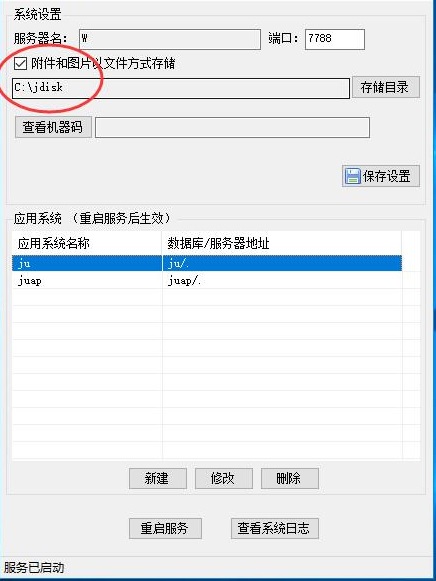 系统设置
服务器名： W 端口： 7788
附件和图片以文件方式存储
C:\jdisk 存储目录
查看机器码
保存设置
应用系统 （重启服务后生效）
应用系统名称 数据库/服务器地址
ju ju/.
juap juap/.
新建 修改 删除
重启服务 查看系统日志
服务已启动